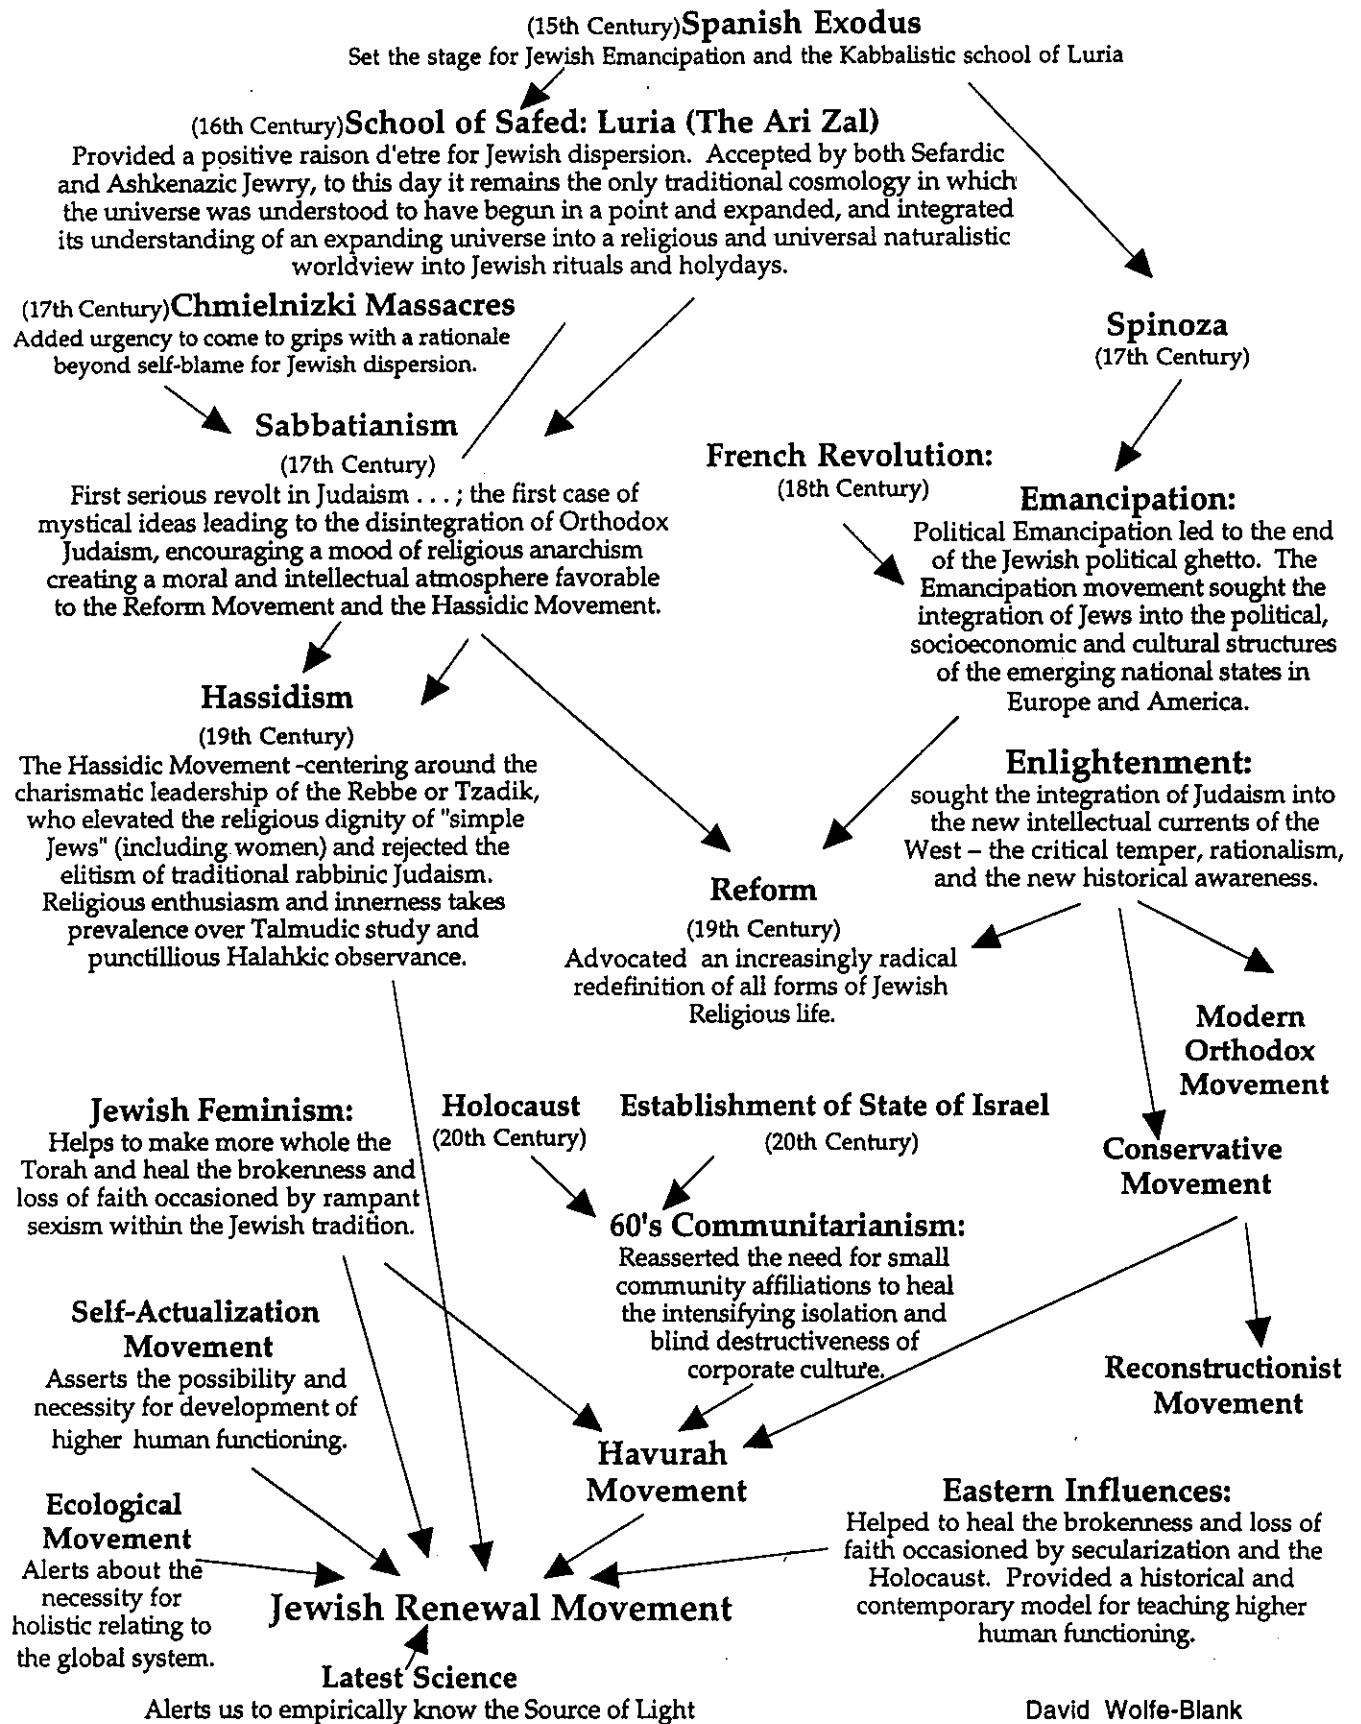 (15th Century)Spanish Exodus
Set the stage for Jewish Emancipation and the Kabbalistic school of Luria
(16th Century)School of Safed: Luria (The Ari Zal)
Provided a positive raison d'etre for Jewish dispersion. Accepted by both Sefardic
and Ashkenazic Jewry, to this day it remains the only traditional cosmology in which
the universe was understood to have begun in a point and expanded, and integrated
its understanding of an expanding universe into a religious and universal naturalistic
worldview into Jewish rituals and holydays.
(17th Century)Chmielnizki Massacres
Added urgency to come to grips with a rationale
beyond self-blame for Jewish dispersion.
Spinoza
(17th Century)
Sabbatianism
(17th Century)
First serious revolt in Judaism . . . ; the first case of
mystical ideas leading to the disintegration of Orthodox
Judaism, encouraging a mood of religious anarchism
creating a moral and intellectual atmosphere favorable
to the Reform Movement and the Hassidic Movement.
French Revolution:
(18th Century)
Emancipation:
Political Emancipation led to the end
of the Jewish political ghetto. The
Emancipation movement sought the
integration of Jews into the political,
socioeconomic and cultural structures
of the emerging national states in
Europe and America.
Hassidism
(19th Century)
The Hassidic Movement -centering around the
charismatic leadership of the Rebbe or Tzadik,
who elevated the religious dignity of "simple
Jews" (including women) and rejected the
elitism of traditional rabbinic Judaism.
Religious enthusiasm and innerness takes
prevalence over Talmudic study and
punctillious Halahkic observance.
Enlightenment:
sought the integration of Judaism into
the new intellectual currents of the
West – the critical temper, rationalism,
and the new historical awareness.
Reform
(19th Century)
Advocated an increasingly radical
redefinition of all forms of Jewish
Religious life.
Modern
Orthodox
Movement
Jewish Feminism:
Helps to make more whole the
Torah and heal the brokenness and
loss of faith occasioned by rampant
sexism within the Jewish tradition.
Holocaust
(20th Century)
Establishment of State of Israel
(20th Century)
Conservative
Movement
60's Communitarianism:
Reasserted the need for small
community affiliations to heal
the intensifying isolation and
blind destructiveness of
corporate culture.
Self-Actualization
Movement
Asserts the possibility and
necessity for development of
higher human functioning.
Reconstructionist
Movement
Havurah
Movement
Ecological
Movement
Alerts about the
necessity for
holistic relating to
the global system.
Eastern Influences:
Helped to heal the brokenness and loss of
faith occasioned by secularization and the
Holocaust. Provided a historical and
contemporary model for teaching higher
human functioning.
Jewish Renewal Movement
Latest Science
Alerts us to empirically know the Source of Light
David Wolfe-Blank